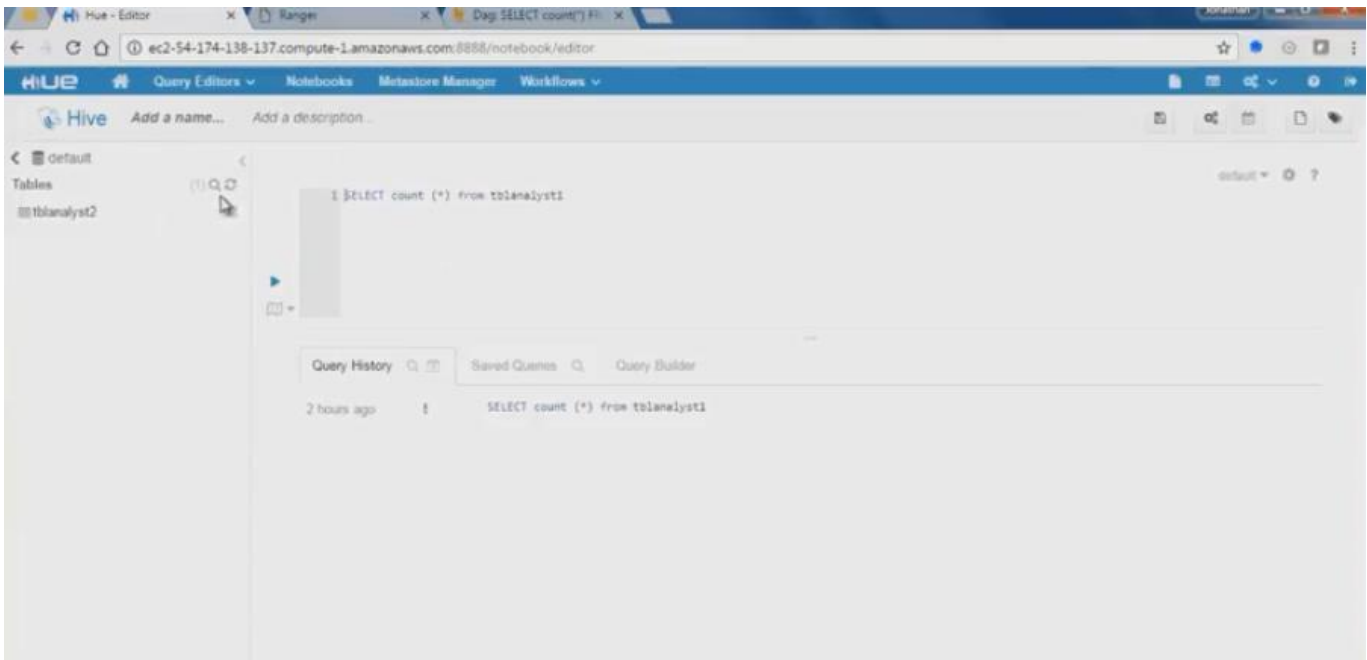 Hue - Editor
Ranger
Dag: SELECT count(*) FR
Jonathan
ec2-54-174-138-137.compute-1.amazonaws.com:8888/notebook/editor
HUE
Query Editors
Notebooks
Metastore Manager
Workflows
Hive
Add a name...
Add a description...
default
Tables
(1)
tblanalyst2
default
?
1 SELECT count (*) from tblanalyst1
Query History
Saved Queries
Query Builder
2 hours ago
!
SELECT count (*) from tblanalyst1